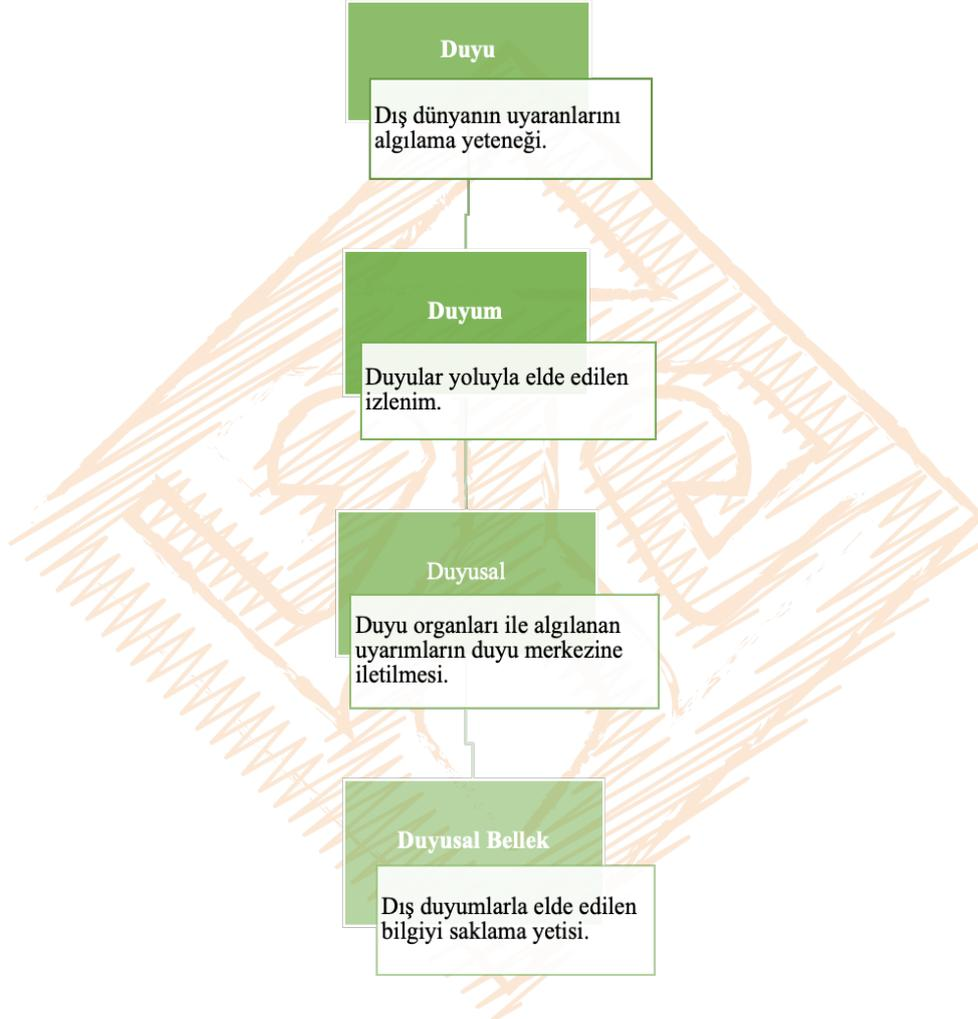 Duyu
Dış dünyanın uyaranlarını
algılama yeteneği.
Duyum
Duyular yoluyla elde edilen
izlenim.
Duyusal
Duyu organları ile algılanan
uyarımların duyu merkezine
iletilmesi.
Duyusal Bellek
Dış duyumlarla elde edilen
bilgiyi saklama yetisi.